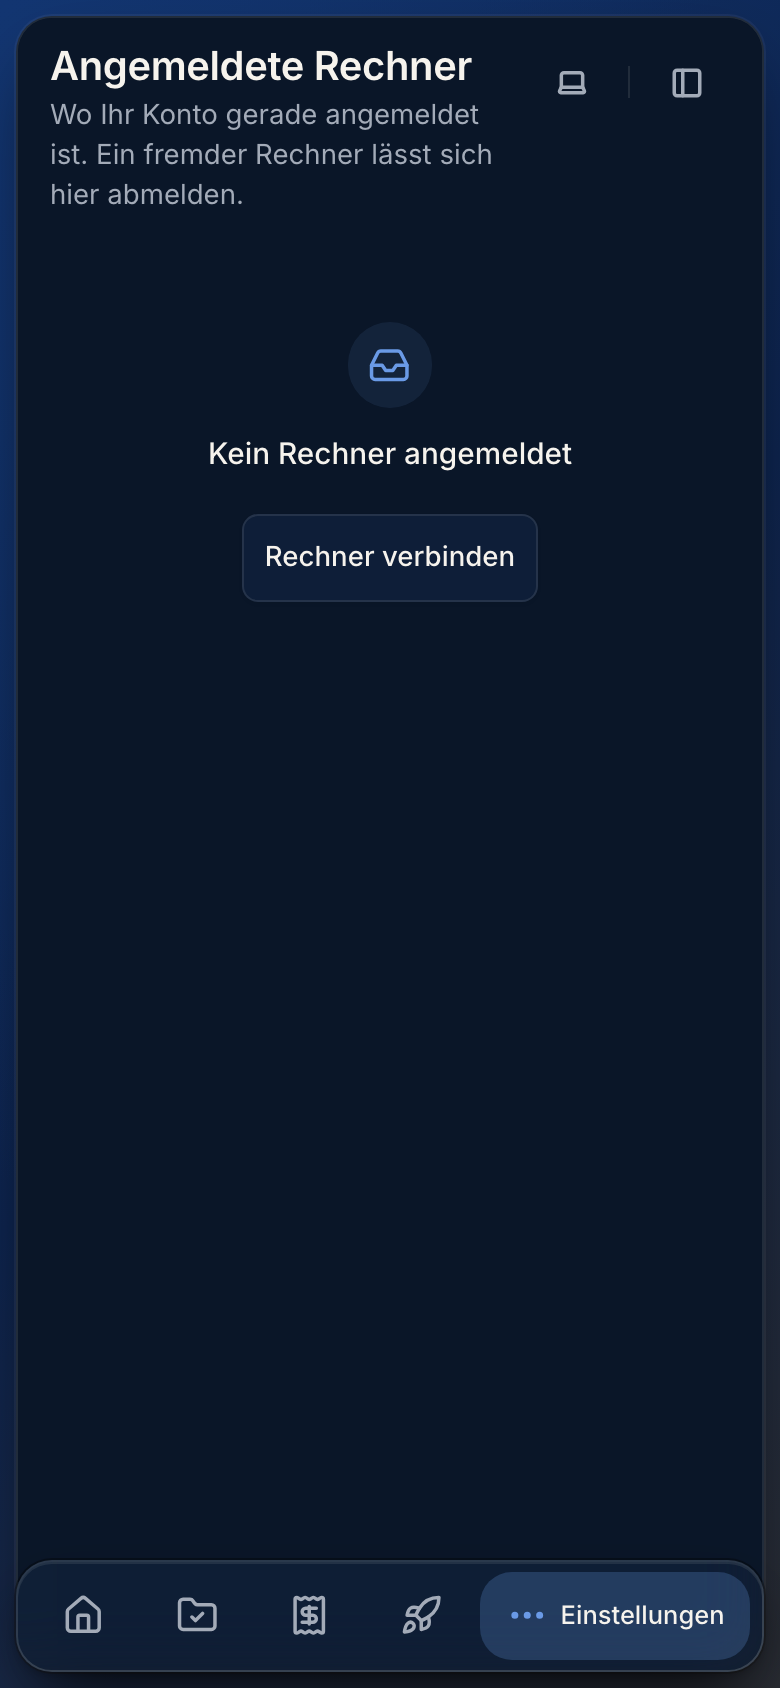 Angemeldete Rechner
Wo Ihr Konto gerade angemeldet
ist. Ein fremder Rechner lässt sich
hier abmelden.
Kein Rechner angemeldet
Rechner verbinden
Einstellungen